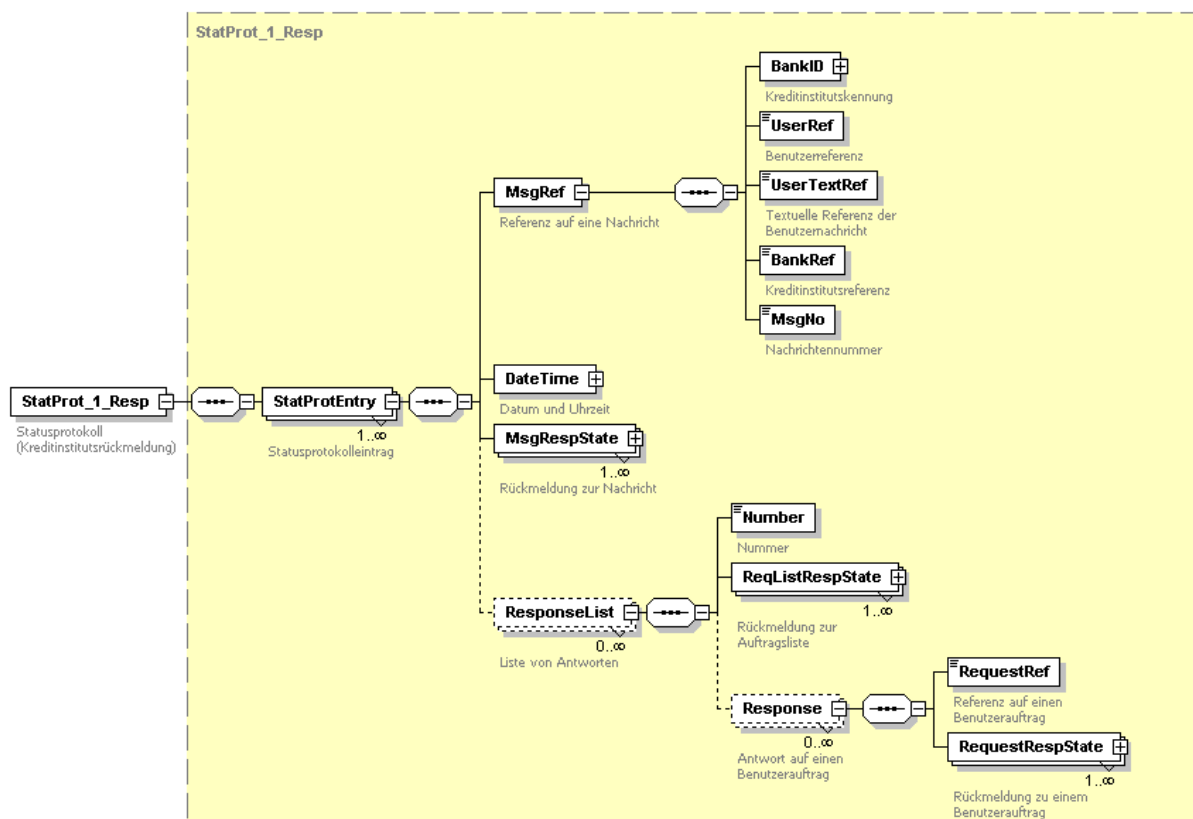 StatProt_1_Resp
BankID
Kreditinstitutskennung
UserRef
Benutzerreferenz
MsgRef
Referenz auf eine Nachricht
UserTextRef
Textuelle Referenz der
Benutzernachricht
BankRef
Kreditinstitutsreferenz
MsgNo
Nachrichtennummer
DateTime
Datum und Uhrzeit
StatProt_1_Resp
Statusprotokoll
(Kreditinstitutsrückmeldung)
StatProtEntry
1..∞
Statusprotokolleintrag
MsgRespState
1..∞
Rückmeldung zur Nachricht
Number
Nummer
ReqListRespState
1..∞
Rückmeldung zur
Auftragsliste
ResponseList
0..∞
Liste von Antworten
Response
0..∞
Antwort auf einen
Benutzerauftrag
RequestRef
Referenz auf einen
Benutzerauftrag
RequestRespState
1..∞
Rückmeldung zu einem
Benutzerauftrag